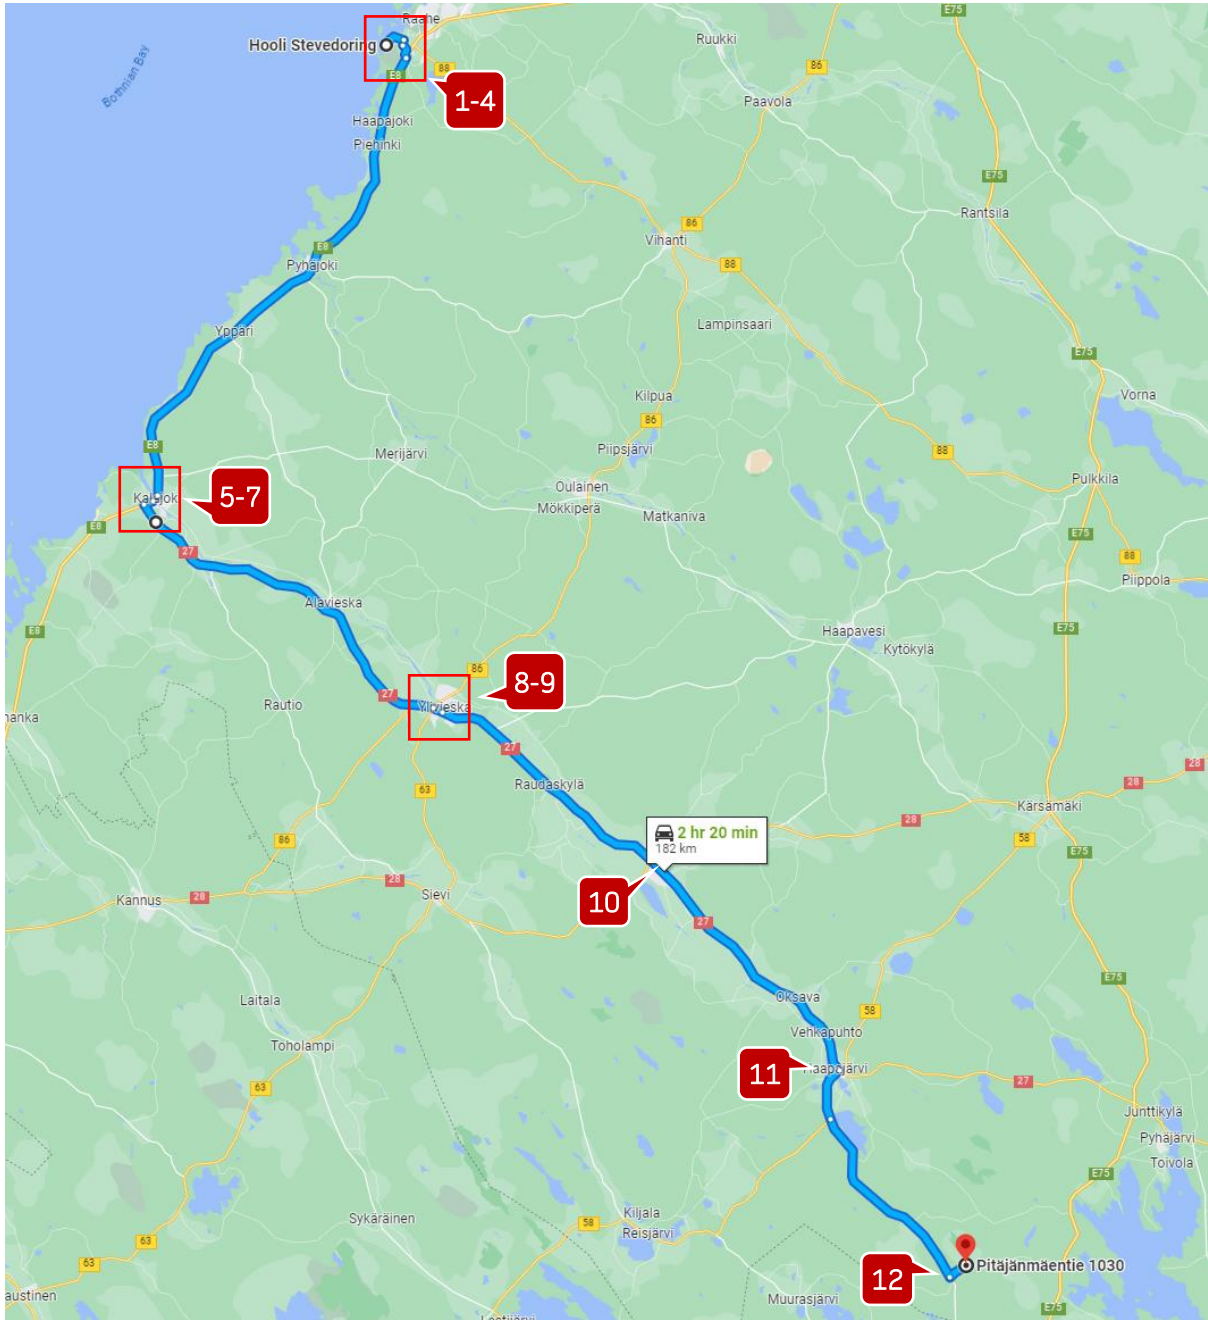 E75
Raahe
Ruukki
Hooli Stevedoring
86
88
E8
Bothnian Bay
1-4
Paavola
Haapajoki
Piehinki
E75
Rantsila
86
E8
Vihanti
Pyhäjoki
88
Lampinsaari
Yppäri
E75
Kilpua
Vorna
86
E8
Merijärvi
Piipsjärvi
88
Pulkkila
Oulainen
5-7
Mökkiperä
Matkaniva
E8
E75
27
88
Piippola
Alavieska
E8
E75
Haapavesi
Kytökylä
86
8-9
27
Rautio
Ylivieska
27
28
Raudaskylä
28
63
Kärsämäki
28
2 hr 20 min
182 km
86
58
E75
28
Sievi
28
Kannus
10
27
E75
Oksava
Laitala
58
Vehkapuhto
Toholampi
11
Haapajärvi
27
63
Junttikylä
Pyhäjärvi
Toivola
E75
Kiljala
Sykäräinen
58
Reisjärvi
63
63
Pitäjänmäentie 1030
12
Muurasjärvi
austinen
E75